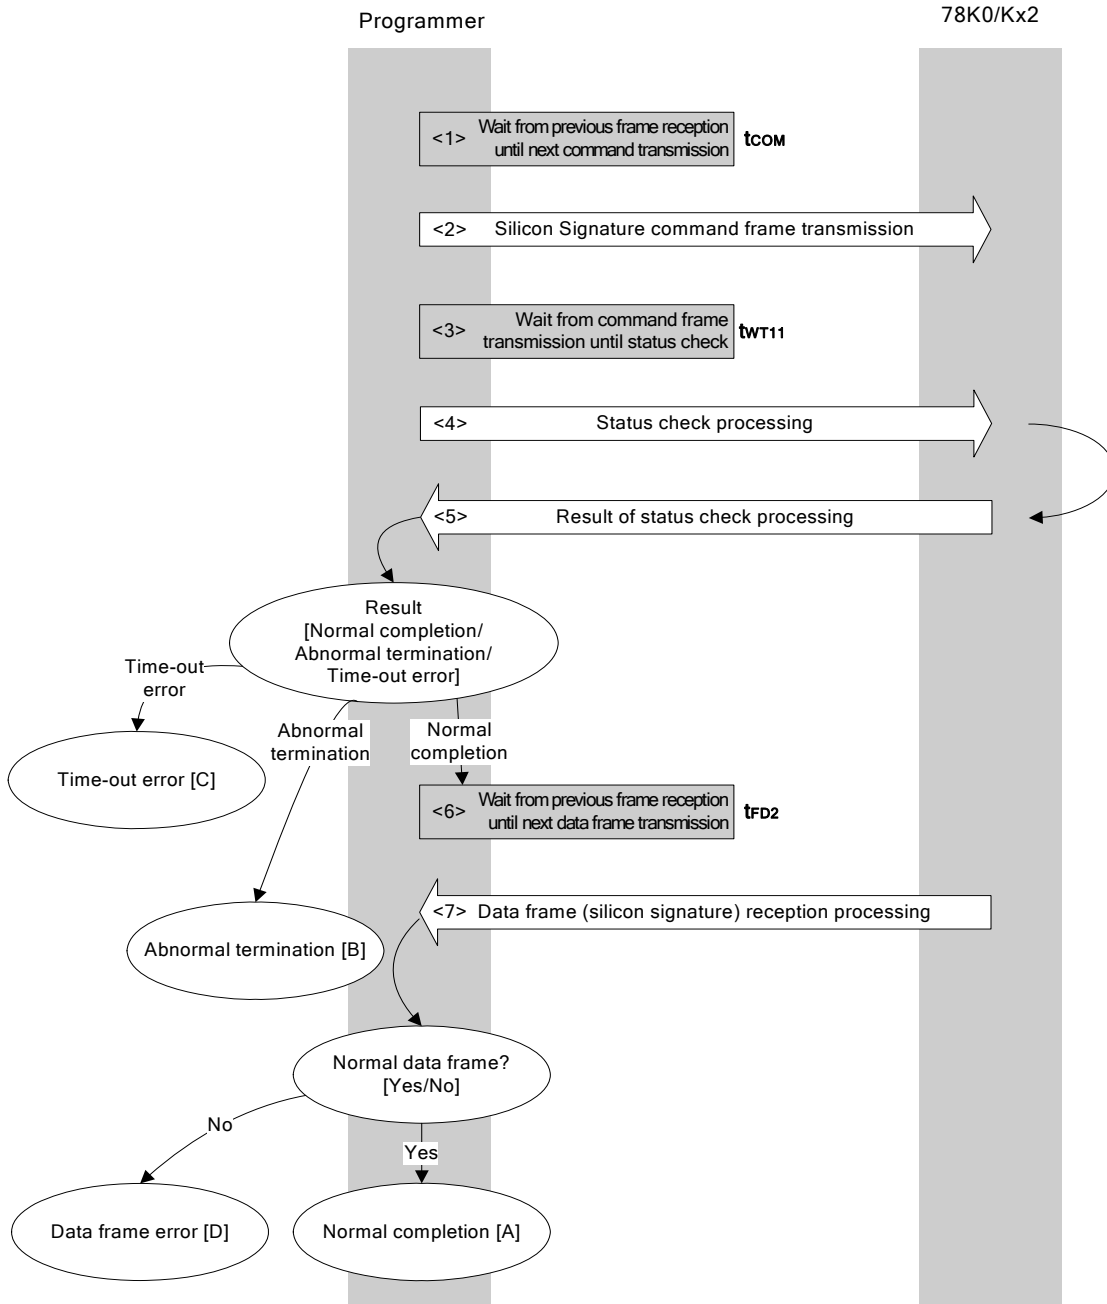 Programmer
78K0/Kx2
<1> Wait from previous frame reception
until next command transmission
tCOM
<2> Silicon Signature command frame transmission
<3> Wait from command frame
transmission until status check
tWT11
<4> Status check processing
<5> Result of status check processing
Result
[Normal completion/
Abnormal termination/
Time-out error]
Time-out
error
Abnormal
termination
Normal
completion
Time-out error [C]
<6> Wait from previous frame reception
until next data frame transmission
tFD2
<7> Data frame (silicon signature) reception processing
Abnormal termination [B]
Normal data frame?
[Yes/No]
No
Yes
Data frame error [D]
Normal completion [A]